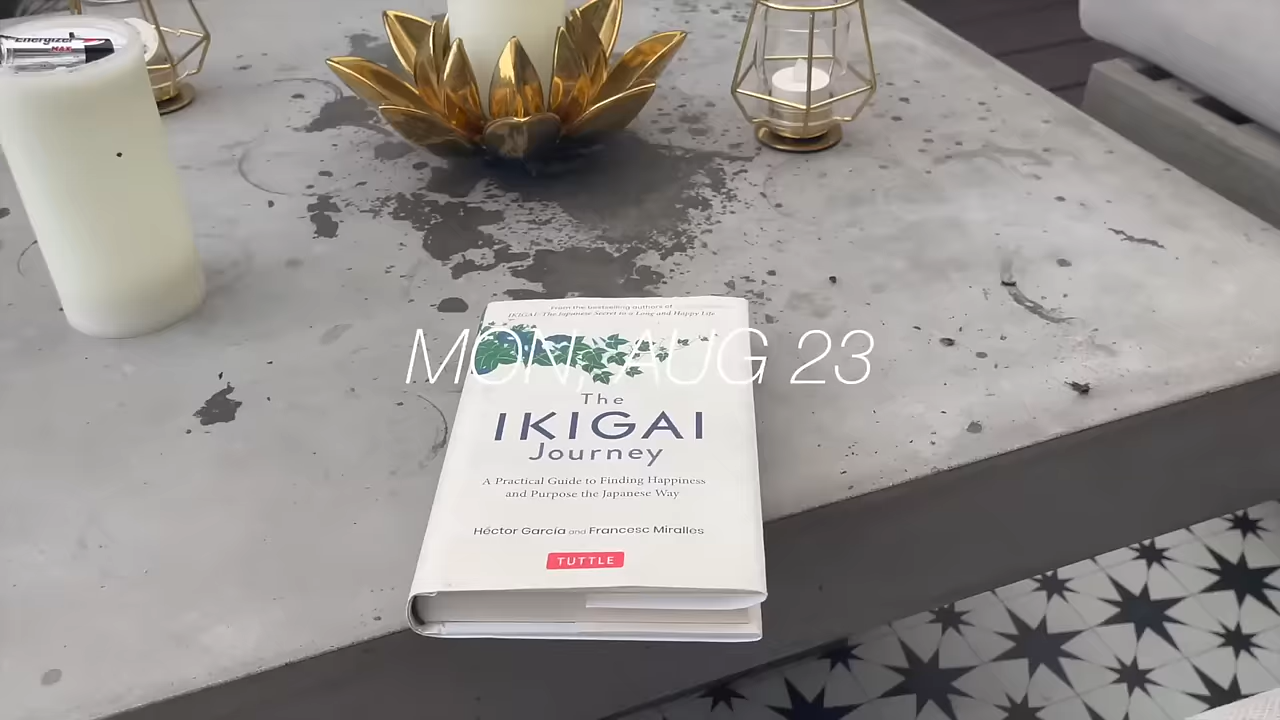 Energizer
MAX
From the bestselling authors of
IKIGAI: The Japanese Secret to a Long and Happy Life
MON, AUG 23
The
IKIGAI
Journey
A Practical Guide to Finding Happiness
and Purpose the Japanese Way
Héctor García and Francesc Miralles
TUTTLE